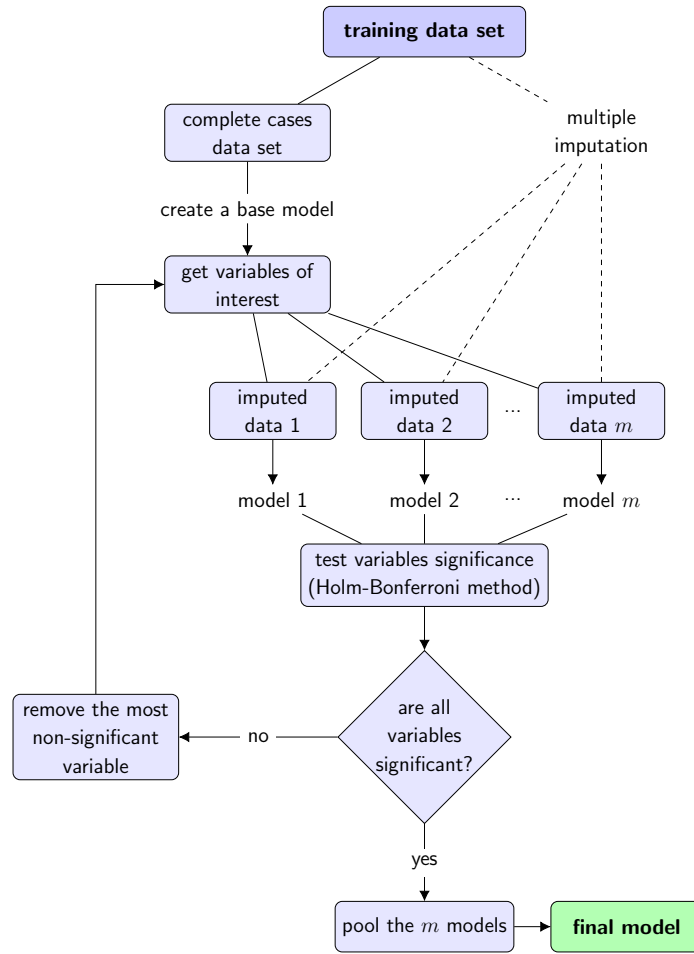 training data set
complete cases
data set
multiple
imputation
create a base model
get variables of
interest
imputed
data 1
imputed
data 2
...
imputed
data m
model 1
model 2
...
model m
test variables significance
(Holm-Bonferroni method)
are all
variables
significant?
no
remove the most
non-significant
variable
yes
pool the m models
final model